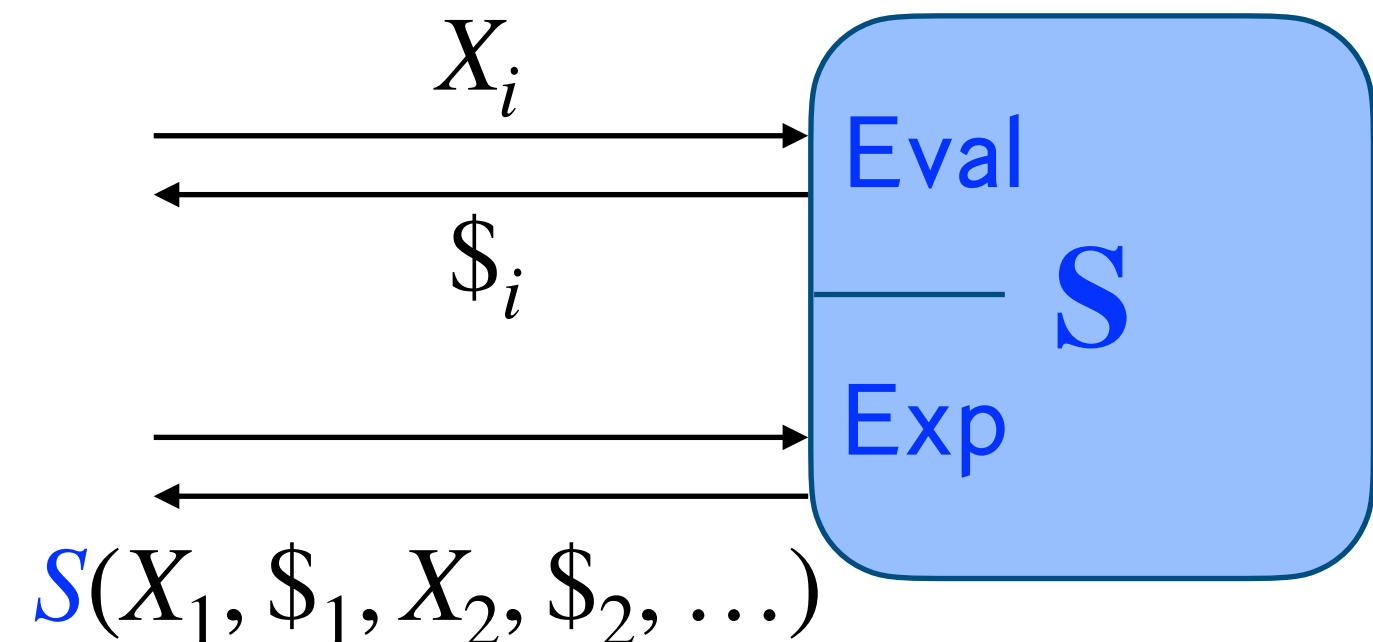 X_i
Eval
$_i
S
Exp
S(X_1, $_1, X_2, $_2, …)